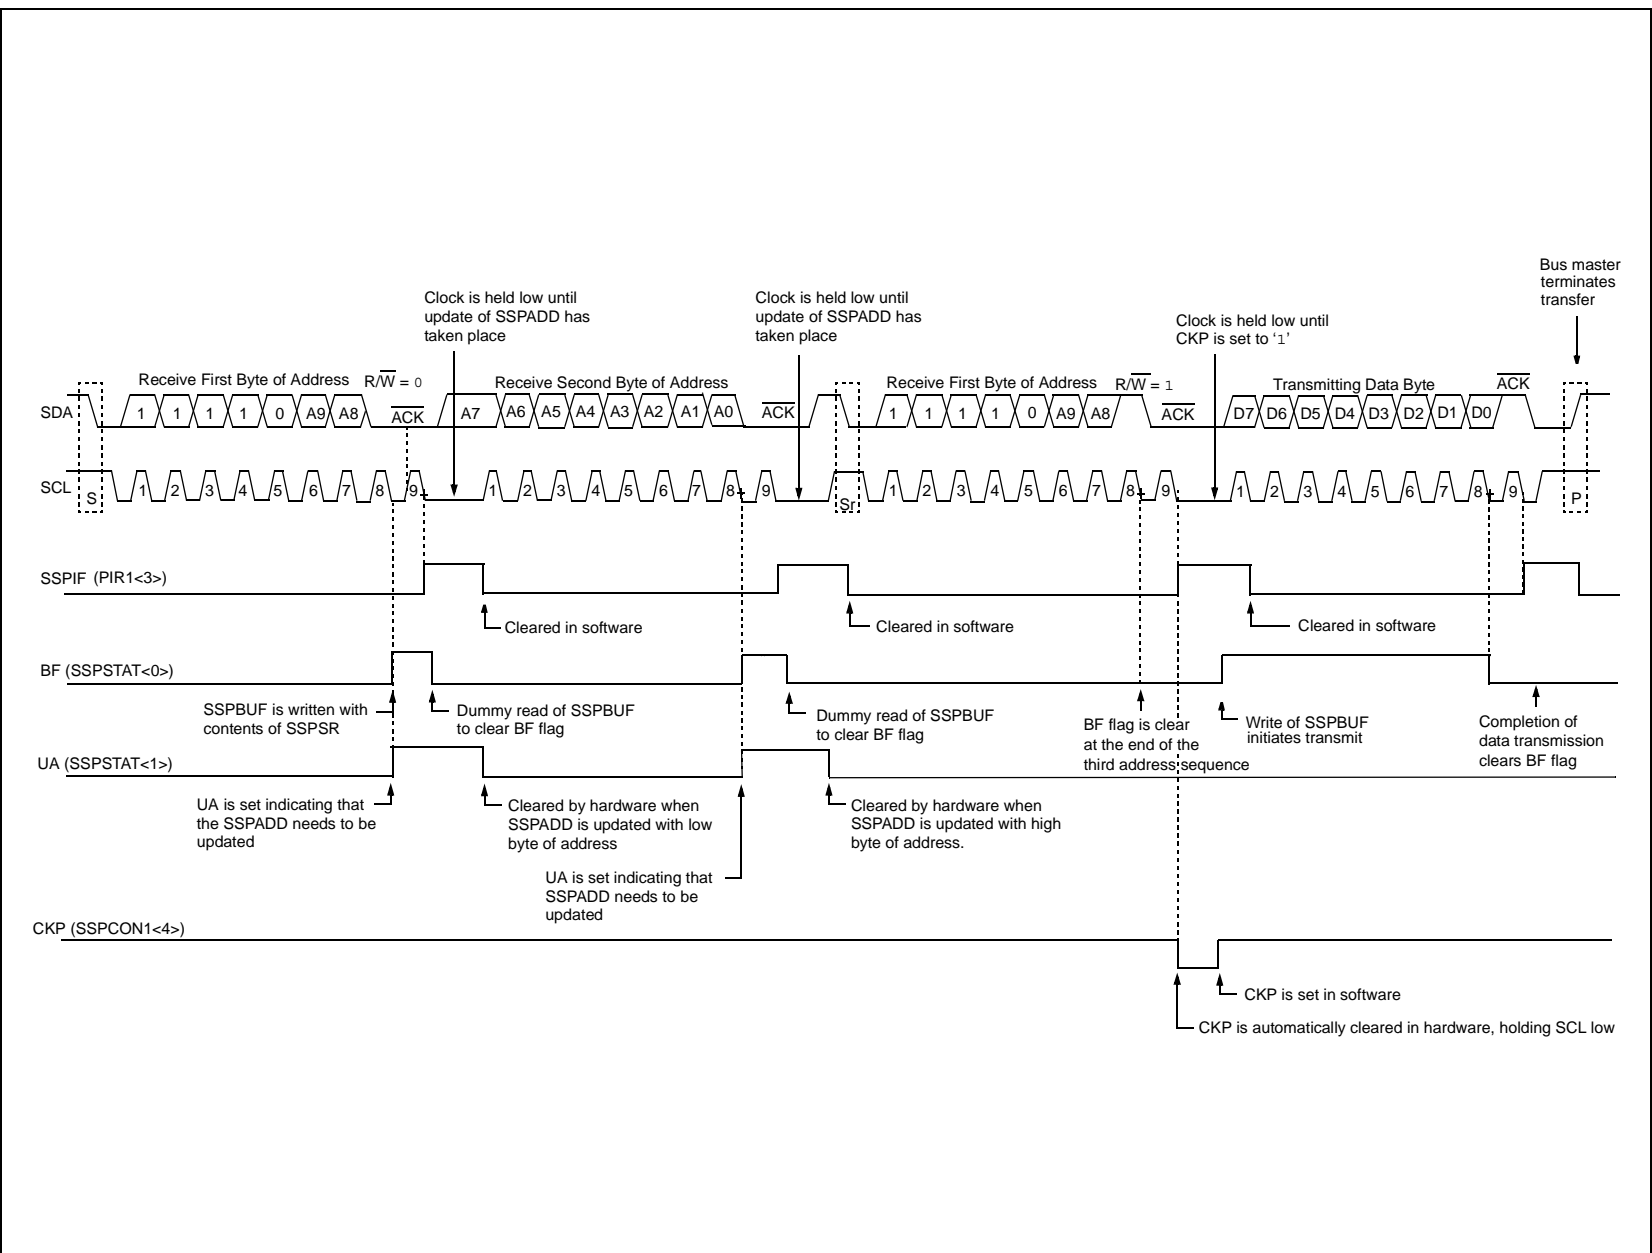 Bus master
terminates
transfer
Clock is held low until
update of SSPADD has
taken place
Clock is held low until
update of SSPADD has
taken place
Clock is held low until
CKP is set to ‘1’
Receive First Byte of Address R/W = 0
Receive Second Byte of Address
Receive First Byte of Address R/W = 1
Transmitting Data Byte ACK
SDA 1 1 1 1 0 A9 A8 ACK A7 A6 A5 A4 A3 A2 A1 A0 ACK 1 1 1 1 0 A9 A8 ACK D7 D6 D5 D4 D3 D2 D1 D0
SCL S 1 2 3 4 5 6 7 8 9 1 2 3 4 5 6 7 8 9 Sr 1 2 3 4 5 6 7 8 9 1 2 3 4 5 6 7 8 9 P
SSPIF (PIR1<3>)
Cleared in software
Cleared in software
Cleared in software
BF (SSPSTAT<0>)
SSPBUF is written with
contents of SSPSR
Dummy read of SSPBUF
to clear BF flag
Dummy read of SSPBUF
to clear BF flag
BF flag is clear
at the end of the
third address sequence
Write of SSPBUF
initiates transmit
Completion of
data transmission
clears BF flag
UA (SSPSTAT<1>)
UA is set indicating that
the SSPADD needs to be
updated
Cleared by hardware when
SSPADD is updated with low
byte of address
UA is set indicating that
SSPADD needs to be
updated
Cleared by hardware when
SSPADD is updated with high
byte of address.
CKP (SSPCON1<4>)
CKP is set in software
CKP is automatically cleared in hardware, holding SCL low